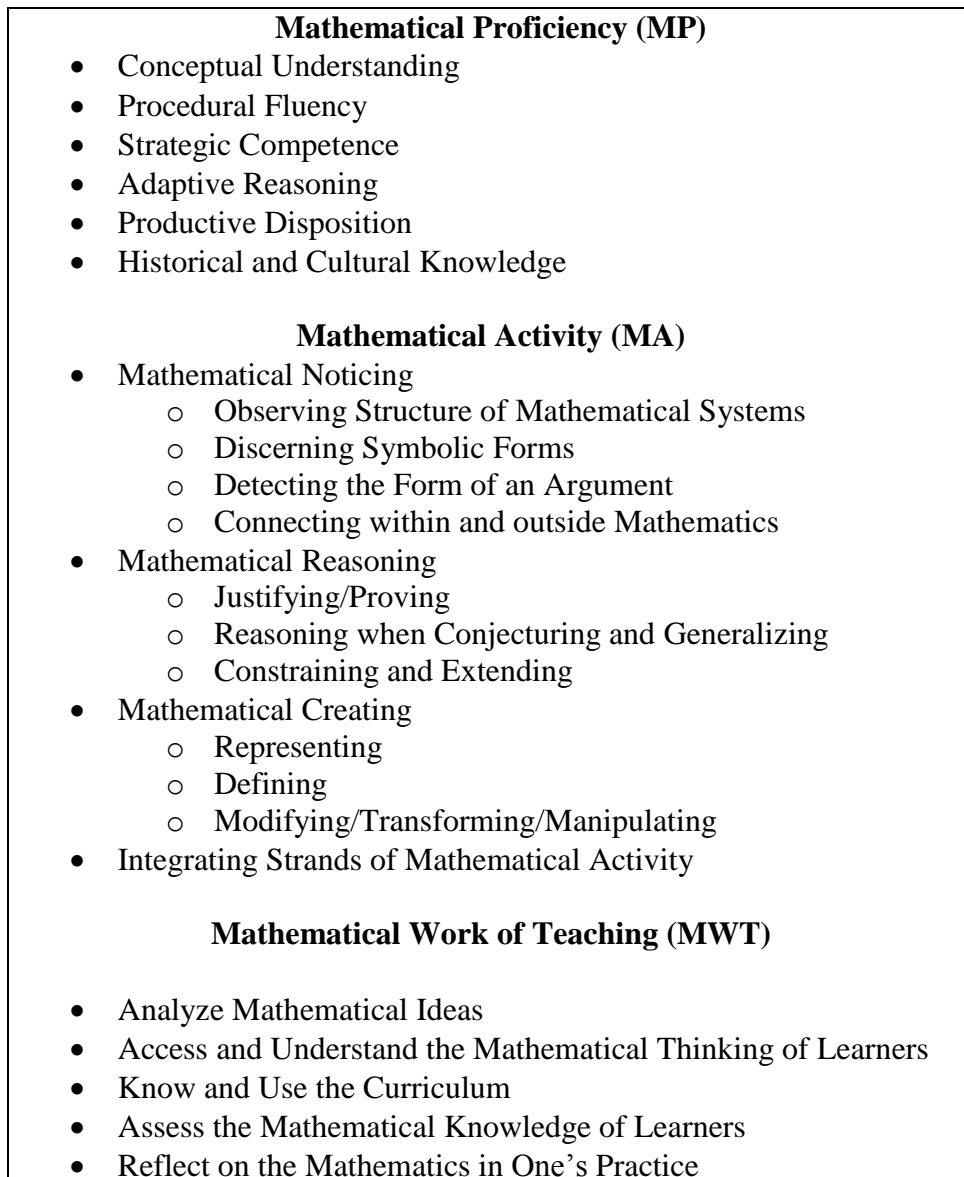 Mathematical Proficiency (MP)
• Conceptual Understanding
• Procedural Fluency
• Strategic Competence
• Adaptive Reasoning
• Productive Disposition
• Historical and Cultural Knowledge
Mathematical Activity (MA)
• Mathematical Noticing
o Observing Structure of Mathematical Systems
o Discerning Symbolic Forms
o Detecting the Form of an Argument
o Connecting within and outside Mathematics
• Mathematical Reasoning
o Justifying/Proving
o Reasoning when Conjecturing and Generalizing
o Constraining and Extending
• Mathematical Creating
o Representing
o Defining
o Modifying/Transforming/Manipulating
• Integrating Strands of Mathematical Activity
Mathematical Work of Teaching (MWT)
• Analyze Mathematical Ideas
• Access and Understand the Mathematical Thinking of Learners
• Know and Use the Curriculum
• Assess the Mathematical Knowledge of Learners
• Reflect on the Mathematics in One’s Practice